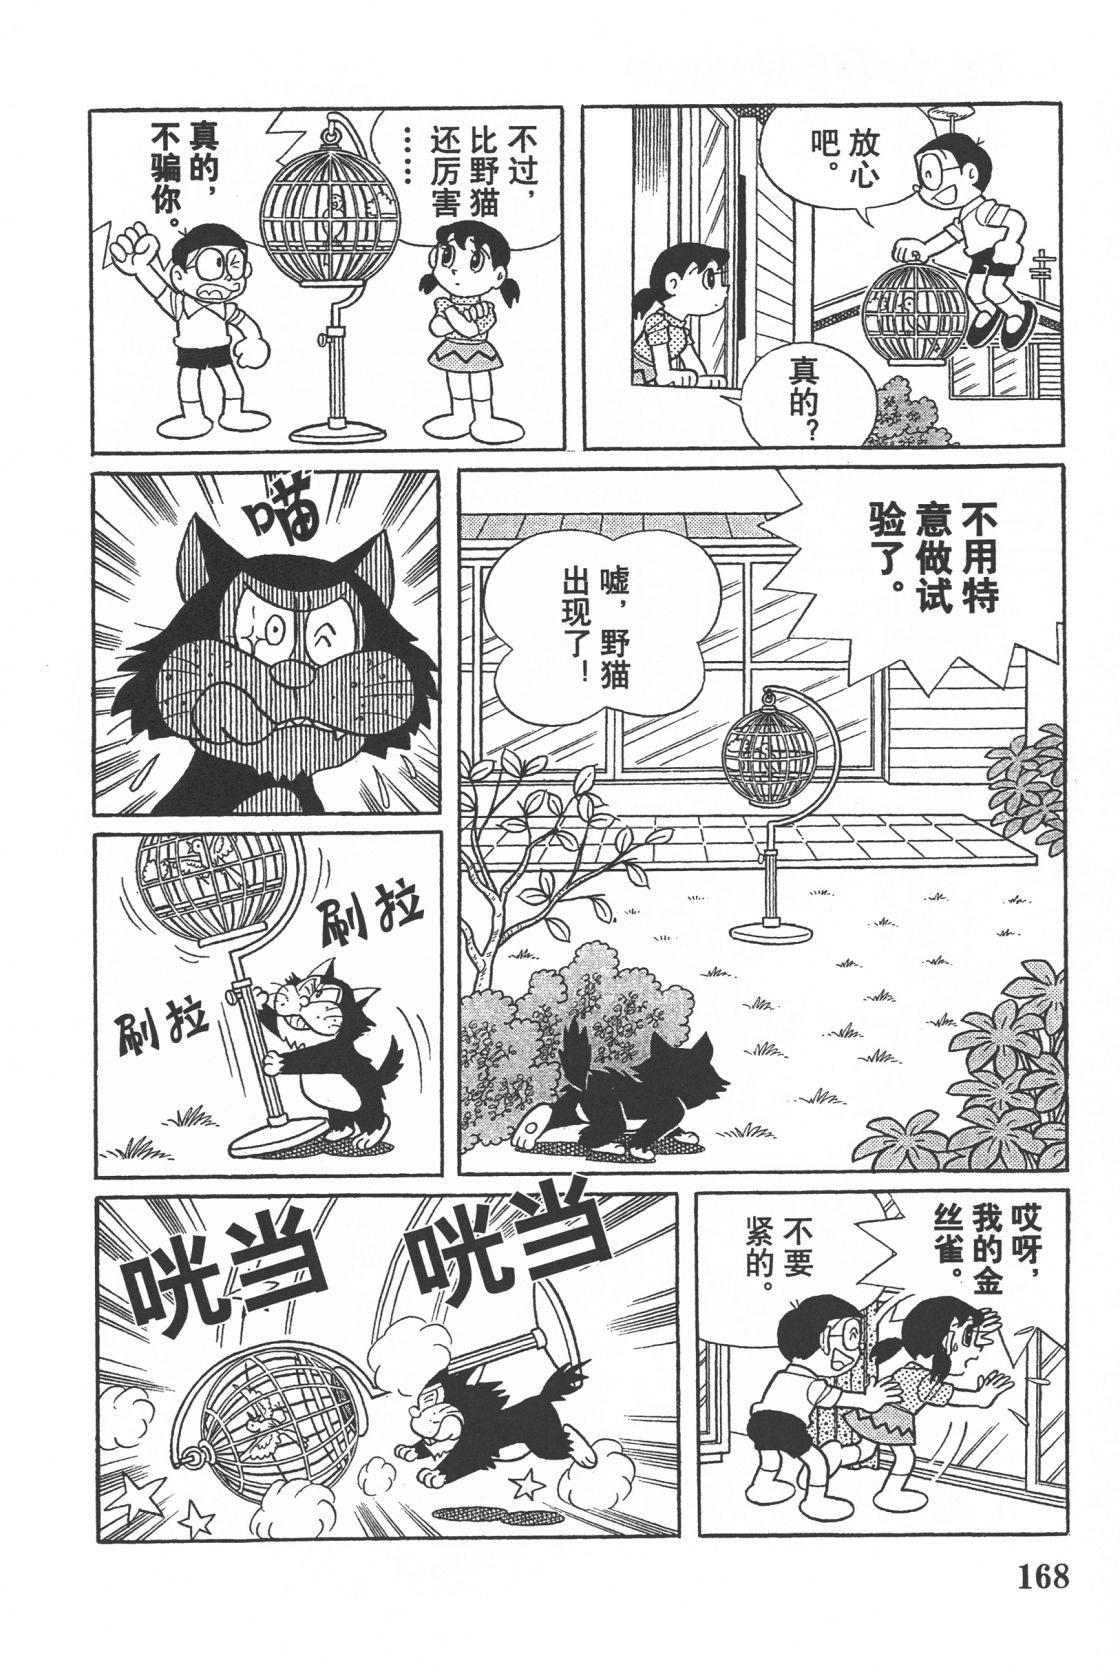 放心
吧。
真的？
不过，
比野猫
还厉害
……
真的，
不骗你。
不用特
意做试
验了。
嘘，野猫
出现了！
喵
刷拉
刷拉
哎呀，
我的金
丝雀。
不要
紧的。
咣当
咣当
168